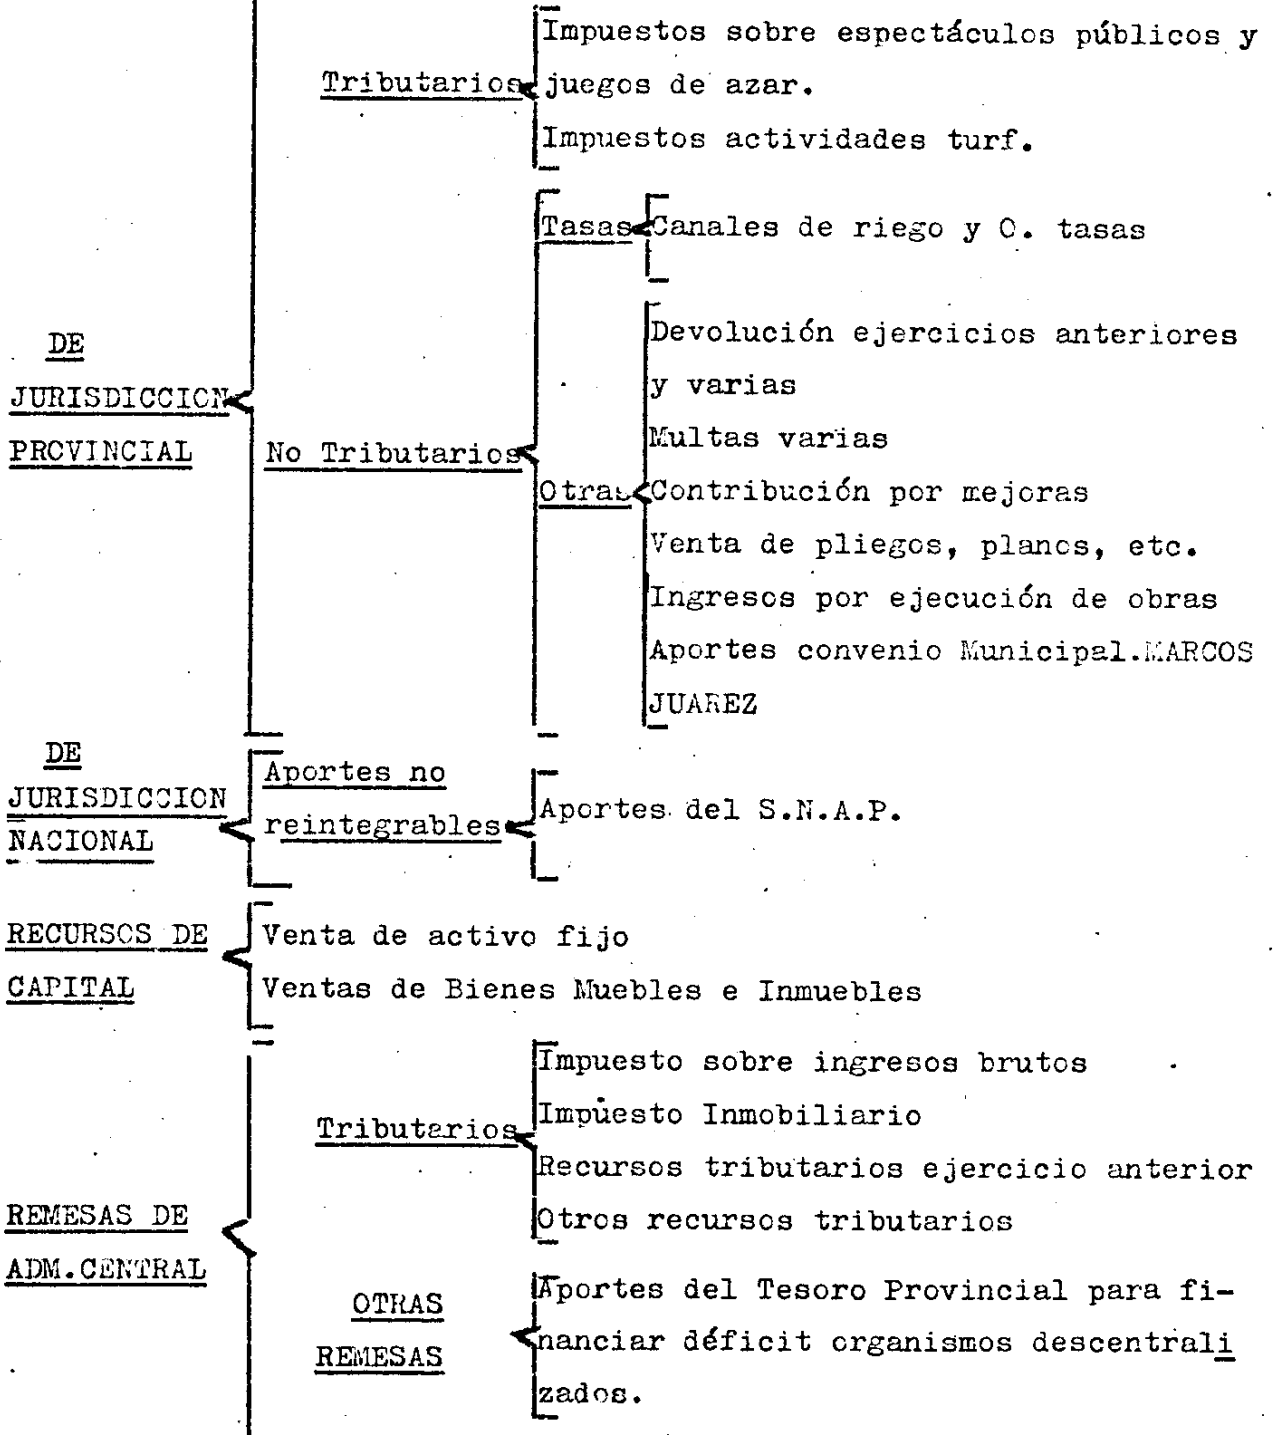 Impuestos sobre espectáculos públicos y
Tributarios
juegos de azar.
Impuestos actividades turf.
Tasas
Canales de riego y O. tasas
DE
JURISDICCION
PROVINCIAL
No Tributarios
Otras
Devolución ejercicios anteriores
y varias
Multas varias
Contribución por mejoras
Venta de pliegos, planos, etc.
Ingresos por ejecución de obras
Aportes convenio Municipal.MARCOS
JUAREZ
DE
JURISDICCION
NACIONAL
Aportes no
reintegrables
Aportes del S.N.A.P.
RECURSOS DE
CAPITAL
Venta de activo fijo
Ventas de Bienes Muebles e Inmuebles
REMESAS DE
ADM.CENTRAL
Tributarios
Impuesto sobre ingresos brutos
Impuesto Inmobiliario
Recursos tributarios ejercicio anterior
Otros recursos tributarios
OTRAS
REMESAS
Aportes del Tesoro Provincial para fi-
nanciar déficit organismos descentrali
zados.